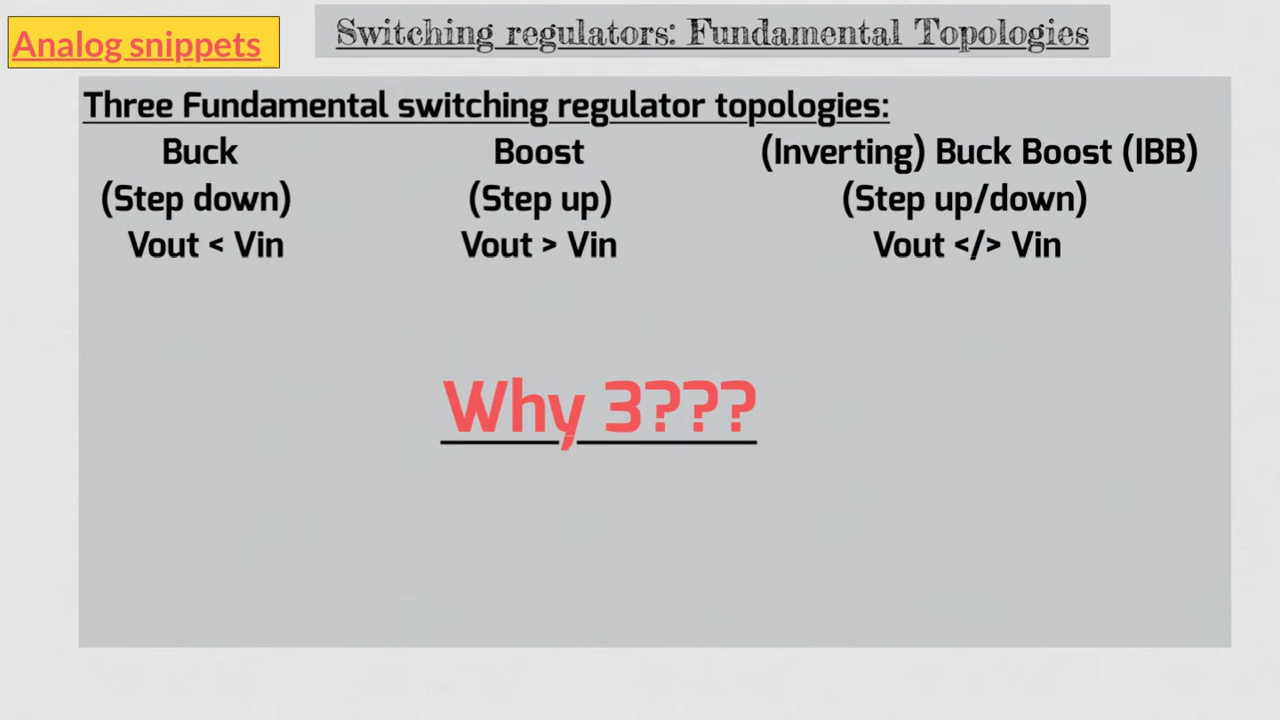 Analog snippets
Switching regulators: Fundamental Topologies
Three Fundamental switching regulator topologies:
Buck Boost (Inverting) Buck Boost (IBB)
(Step down) (Step up) (Step up/down)
Vout < Vin Vout > Vin Vout </> Vin
Why 3???